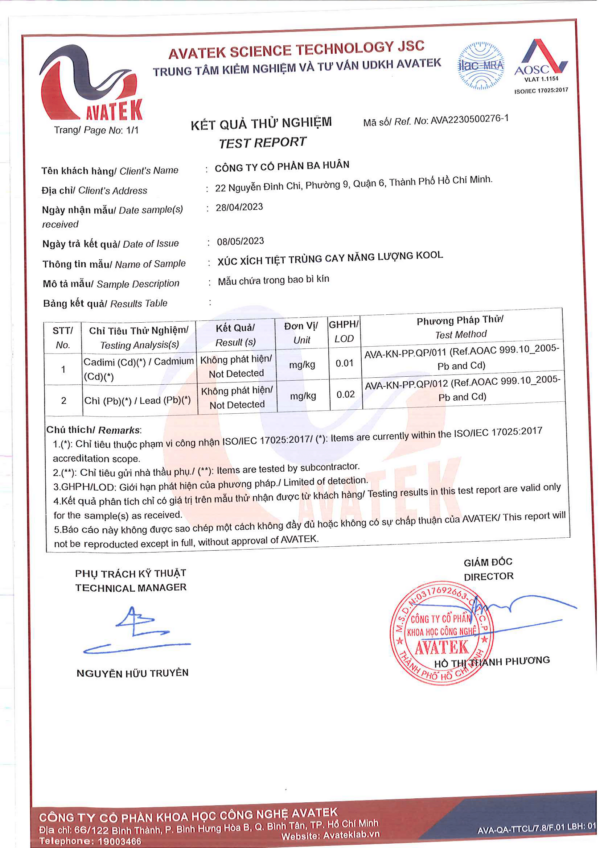 AVATEK SCIENCE TECHNOLOGY JSC
TRUNG TÂM KIỂM NGHIỆM VÀ TƯ VẤN UDKH AVATEK
AVATEK
ilac-MRA
AOSC
VLAT 1.1154
ISO/IEC 17025:2017
Trang/ Page No: 1/1
KẾT QUẢ THỬ NGHIỆM
TEST REPORT
Mã số/ Ref. No: AVA2230500276-1
Tên khách hàng/ Client's Name : CÔNG TY CỔ PHẦN BA HUÂN
Địa chỉ/ Client's Address : 22 Nguyễn Đình Chi, Phường 9, Quận 6, Thành Phố Hồ Chí Minh.
Ngày nhận mẫu/ Date sample(s) received : 28/04/2023
Ngày trả kết quả/ Date of Issue : 08/05/2023
Thông tin mẫu/ Name of Sample : XÚC XÍCH TIỆT TRÙNG CAY NĂNG LƯỢNG KOOL
Mô tả mẫu/ Sample Description : Mẫu chứa trong bao bì kín
Bảng kết quả/ Results Table :
STT/ No. Chỉ Tiêu Thử Nghiệm/ Testing Analysis(s) Kết Quả/ Result (s) Đơn Vị/ Unit GHPH/ LOD Phương Pháp Thử/ Test Method
1 Cadimi (Cd)(*) / Cadmium (Cd)(*) Không phát hiện/ Not Detected mg/kg 0.01 AVA-KN-PP.QP/011 (Ref.AOAC 999.10_2005-Pb and Cd)
2 Chì (Pb)(*) / Lead (Pb)(*) Không phát hiện/ Not Detected mg/kg 0.02 AVA-KN-PP.QP/012 (Ref.AOAC 999.10_2005-Pb and Cd)
Chú thích/ Remarks:
1.(*): Chỉ tiêu thuộc phạm vi công nhận ISO/IEC 17025:2017/ (*): Items are currently within the ISO/IEC 17025:2017
accreditation scope.
2.(**): Chỉ tiêu gửi nhà thầu phụ./ (**): Items are tested by subcontractor.
3.GHPH/LOD: Giới hạn phát hiện của phương pháp./ Limited of detection.
4.Kết quả phân tích chỉ có giá trị trên mẫu thử nhận được từ khách hàng/ Testing results in this test report are valid only
for the sample(s) as received.
5.Báo cáo này không được sao chép một cách không đầy đủ hoặc không có sự chấp thuận của AVATEK/ This report will
not be reproduced except in full, without approval of AVATEK.
PHỤ TRÁCH KỸ THUẬT
TECHNICAL MANAGER
GIÁM ĐỐC
DIRECTOR
M.S.D.N:0317692663-C.T.C.P
CÔNG TY CỔ PHẦN
KHOA HỌC CÔNG NGHỆ
AVATEK
THÀNH PHỐ HỒ CHÍ MINH
NGUYỄN HỮU TRUYỀN
HỒ THỊ THANH PHƯƠNG
CÔNG TY CỔ PHẦN KHOA HỌC CÔNG NGHỆ AVATEK
Địa chỉ: 66/122 Bình Thành, P. Bình Hưng Hòa B, Q. Bình Tân, TP. Hồ Chí Minh
Telephone: 19003466
Website: Avateklab.vn
AVA-QA-TTCL/7.8/F.01 LBH: 01